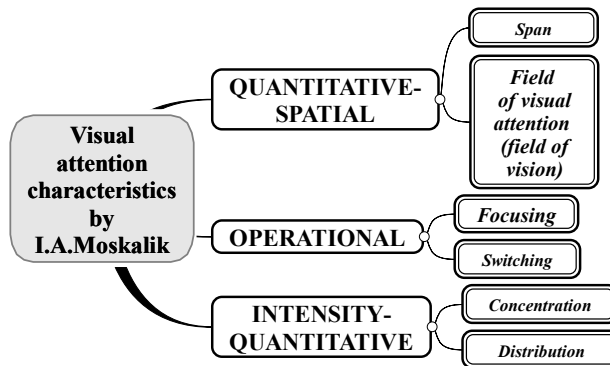 Visual
attention
characteristics
by
I.A.Moskalik
QUANTITATIVE-
SPATIAL
Span
Field
of visual
attention
(field of
vision)
OPERATIONAL
Focusing
Switching
INTENSITY-
QUANTITATIVE
Concentration
Distribution